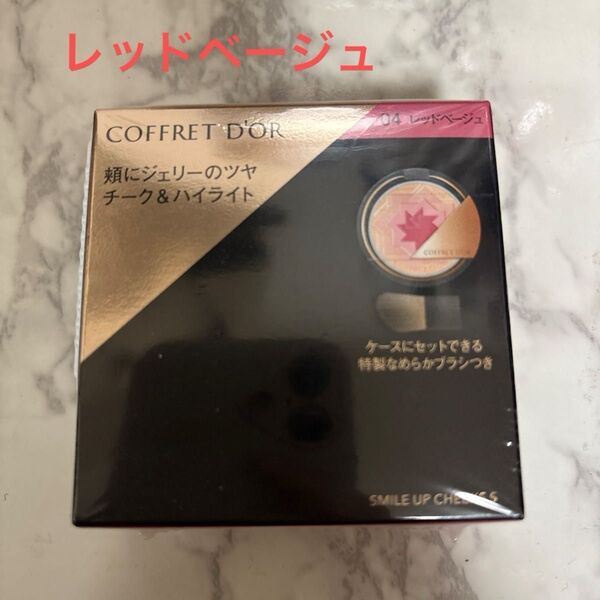 レッドベージュ
COFFRET D'OR
04 レッドベージュ
頬にジェリーのツヤ
チーク＆ハイライト
COFFRET D'OR
ケースにセットできる
特製なめらかブラシつき
SMILE UP CHEEKS S